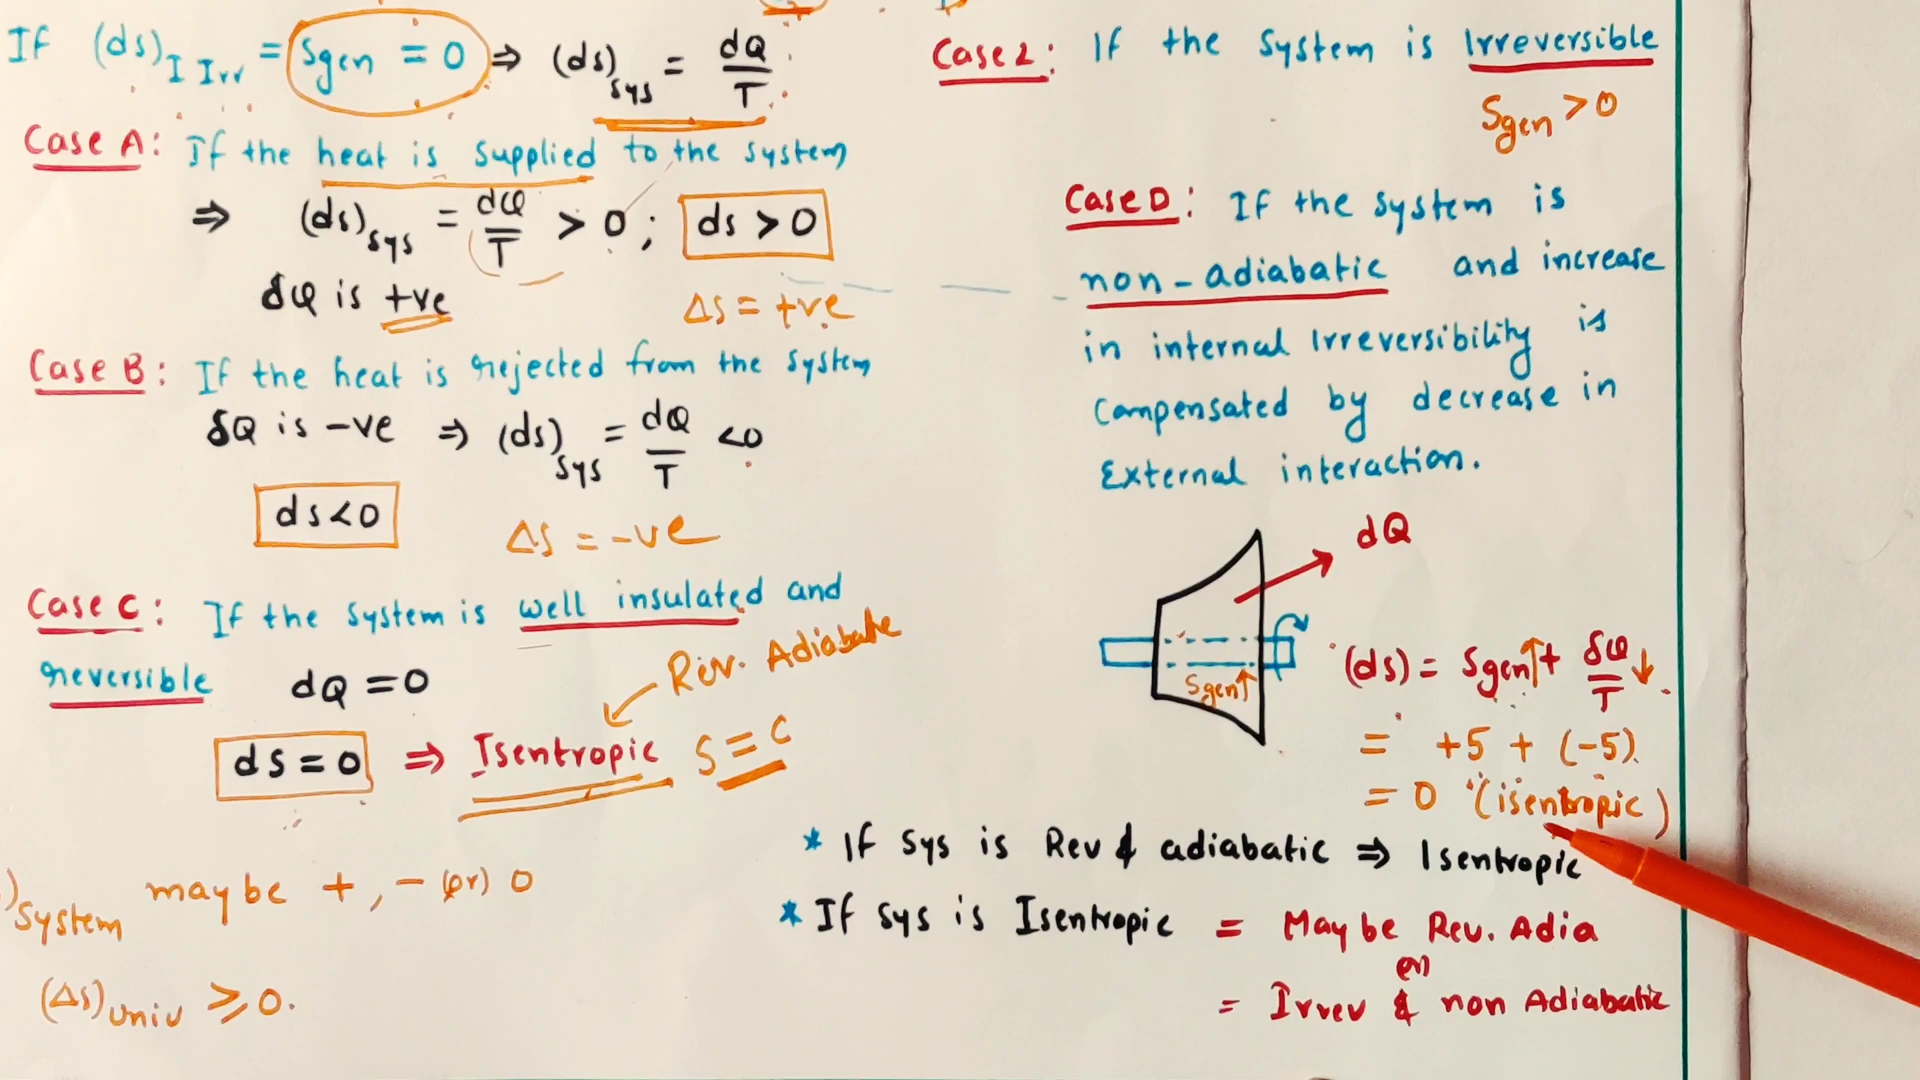 If (ds)I Irr = Sgen = 0 ⇒ (ds)sys = dQ/T
Case A: If the heat is supplied to the system
⇒ (ds)sys = dQ/T > 0 ; ds > 0
δQ is +ve Δs = +ve
Case B: If the heat is rejected from the system
δQ is -ve ⇒ (ds)sys = dQ/T <0
ds<0 Δs = -ve
Case C: If the system is well insulated and
reversible dQ = 0
Rev. Adiabatic
ds = 0 ⇒ Isentropic S = C
)system maybe +, - (or) 0
(Δs)univ ≥ 0.
Case 2: If the system is Irreversible
Sgen > 0
Case D: If the system is
non-adiabatic and increase
in internal Irreversibility is
Compensated by decrease in
External interaction.
dQ
Sgen↑
(ds) = Sgen↑ + δQ/T ↓
= +5 + (-5)
= 0 (isentropic)
* If sys is Rev & adiabatic ⇒ Isentropic
* If sys is Isentropic = May be Rev. Adia
(or)
= Irrev & non Adiabatic